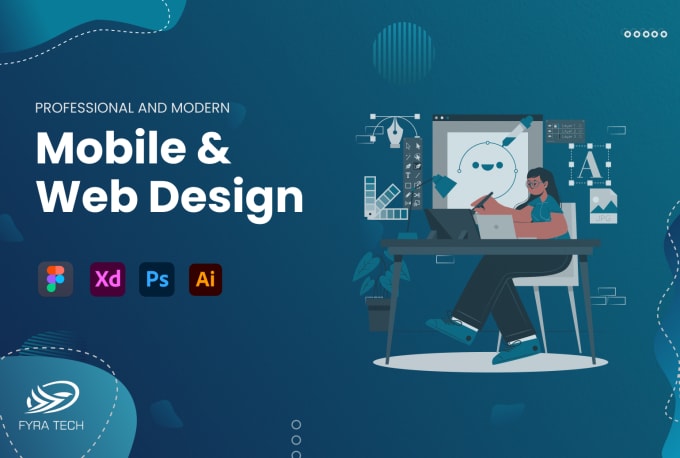 PROFESSIONAL AND MODERN
Mobile &
Web Design
Xd
Ps
Ai
A
JPG
T
FYRA TECH